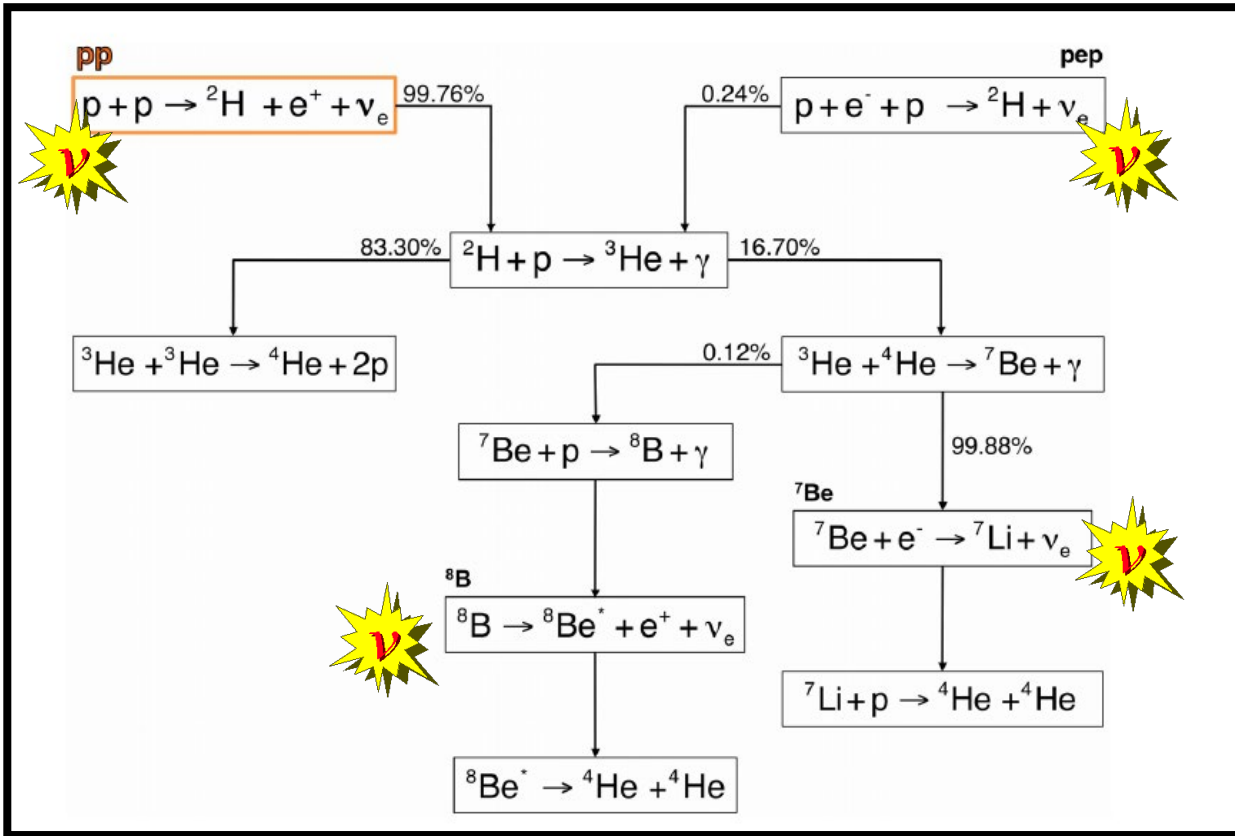 pp
pep
p + p → ²H + e⁺ + νₑ
99.76%
0.24%
p + e⁻ + p → ²H + νₑ
ν
ν
83.30%
²H + p → ³He + γ
16.70%
³He + ³He → ⁴He + 2p
0.12%
³He + ⁴He → ⁷Be + γ
⁷Be + p → ⁸B + γ
99.88%
⁷Be
⁷Be + e⁻ → ⁷Li + νₑ
ν
⁸B
⁸B → ⁸Be* + e⁺ + νₑ
ν
⁷Li + p → ⁴He + ⁴He
⁸Be* → ⁴He + ⁴He